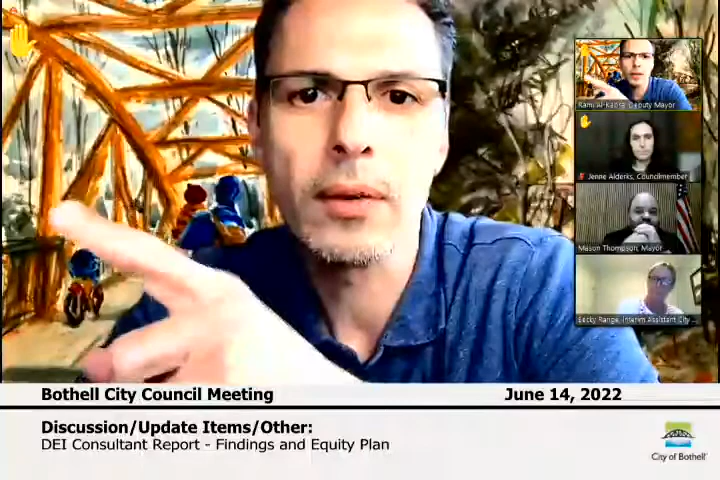 Rami Al-Kabra, Deputy Mayor
Jenne Alderks, Councilmember
Mason Thompson, Mayor
Becky Range, Interim Assistant City ...
Bothell City Council Meeting
June 14, 2022
Discussion/Update Items/Other:
DEI Consultant Report - Findings and Equity Plan
City of Bothell